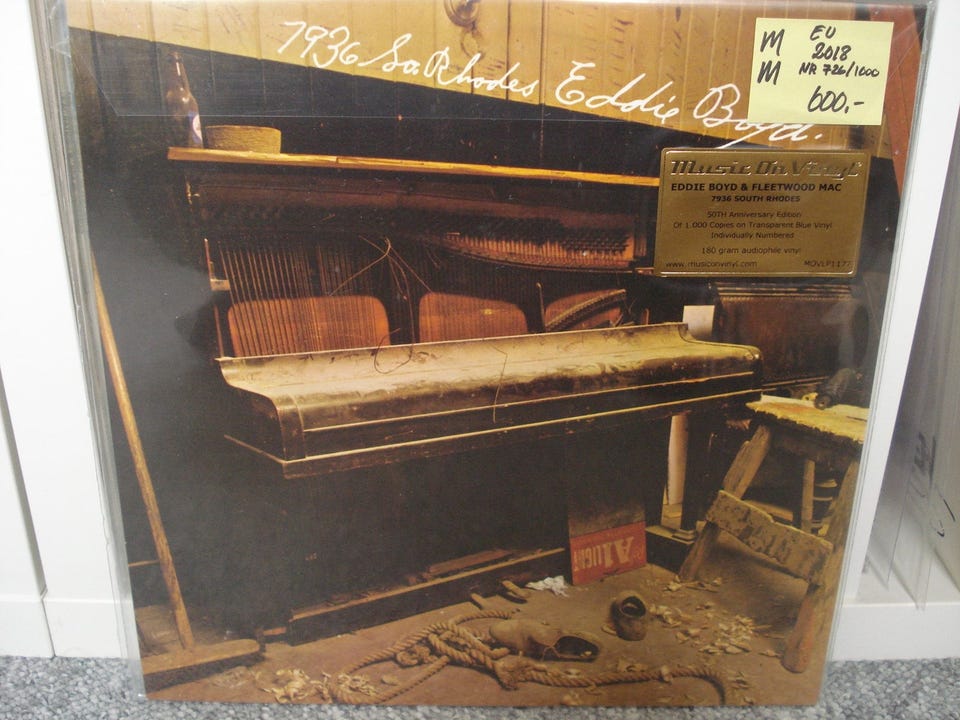 7936 So. Rhodes Eddie Boyd.
M EU
2018
M NR 726/1000
600,-
Music On Vinyl
EDDIE BOYD & FLEETWOOD MAC
7936 SOUTH RHODES
50TH Anniversary Edition
Of 1.000 Copies on Transparent Blue Vinyl
Individually Numbered
180 gram audiophile vinyl
www.musiconvinyl.com MOVLP1177
A LIGHT